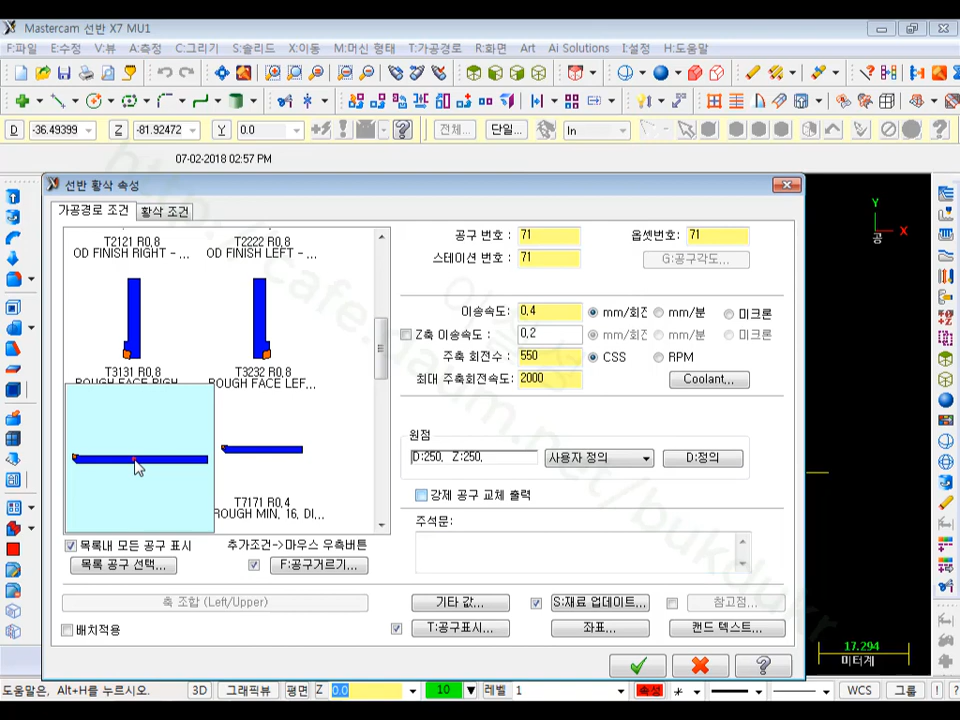 Mastercam 선반 X7 MU1
F:파일 E:수정 V:뷰 A:측정 C:그리기 S:솔리드 X:이동 M:머신 형태 T:가공경로 R:화면 Art Ai Solutions I:설정 H:도움말
D -36.49399 Z -81.92472 Y 0.0 전체... 단일... In
07-02-2018 02:57 PM
선반 황삭 속성
가공경로 조건 황삭 조건
T2121 R0.8 T2222 R0.8
OD FINISH RIGHT - ... OD FINISH LEFT - ...
T3131 R0.8 T3232 R0.8
ROUGH FACE RIGH... ROUGH FACE LEF...
T7171 R0.4
ROUGH MIN. 16. DI...
목록내 모든 공구 표시 추가조건->마우스 우측버튼
목록 공구 선택... F:공구거르기...
축 조합 (Left/Upper)
배치적용
공구 번호 : 71 옵셋번호: 71
스테이션 번호 : 71 G:공구각도...
이송속도: 0.4 mm/회전 mm/분 미크론
Z축 이송속도 : 0.2 mm/회전 mm/분 미크론
주축 회전수 : 550 CSS RPM
최대 주축회전속도: 2000 Coolant...
원점
D:250. Z:250. 사용자 정의 D:정의
강제 공구 교체 출력
주석문:
기타 값... S:재료 업데이트... 참고점...
T:공구표시... 좌표... 캔드 텍스트...
Y
X
공
17.294
미터계
도움말은, Alt+H를 누르시오. 3D 그래픽뷰 평면 Z 0.0 10 레벨 1 속성 WCS 그룹 ! ?